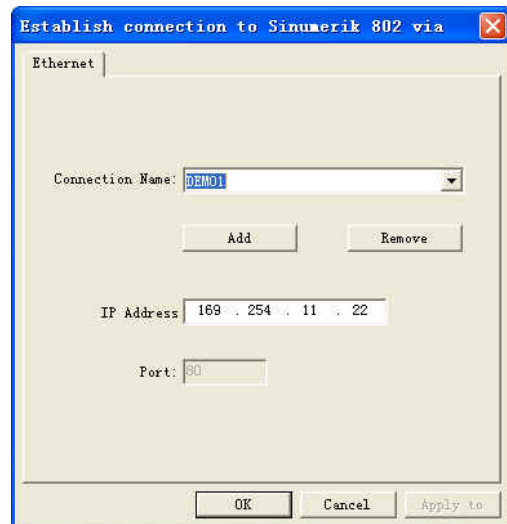 Establish connection to Sinumerik 802 via
Ethernet
Connection Name: DEMO1
Add Remove
IP Address 169 . 254 . 11 . 22
Port: 80
OK Cancel Apply to